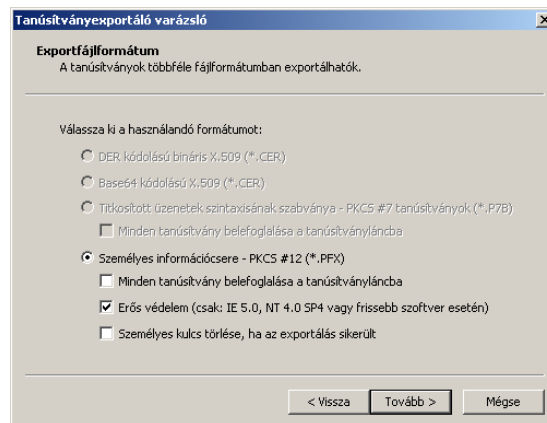 Tanúsítványexportáló varázsló
Exportfájlformátum
A tanúsítványok többféle fájlformátumban exportálhatók.
Válassza ki a használandó formátumot:
DER kódolású bináris X.509 (*.CER)
Base64 kódolású X.509 (*.CER)
Titkosított üzenetek szintaxisának szabványa - PKCS #7 tanúsítványok (*.P7B)
Minden tanúsítvány belefoglalása a tanúsítványláncba
Személyes információcsere - PKCS #12 (*.PFX)
Minden tanúsítvány belefoglalása a tanúsítványláncba
Erős védelem (csak: IE 5.0, NT 4.0 SP4 vagy frissebb szoftver esetén)
Személyes kulcs törlése, ha az exportálás sikerült
< Vissza Tovább > Mégse